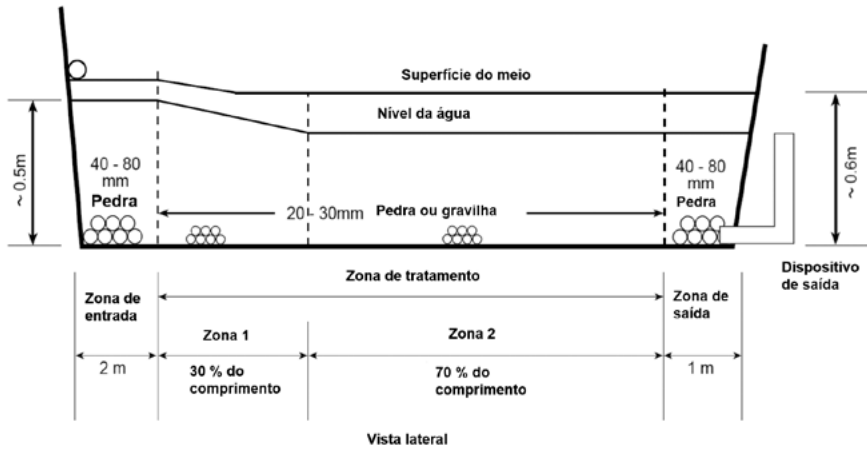 Superfície do meio
Nível da água
~ 0.5m
40 - 80
mm
Pedra
20 - 30mm
Pedra ou gravilha
40 - 80
mm
Pedra
~ 0.6m
Dispositivo
de saída
Zona de tratamento
Zona de
entrada
Zona de
saída
Zona 1
Zona 2
2 m
30 % do
comprimento
70 % do
comprimento
1 m
Vista lateral